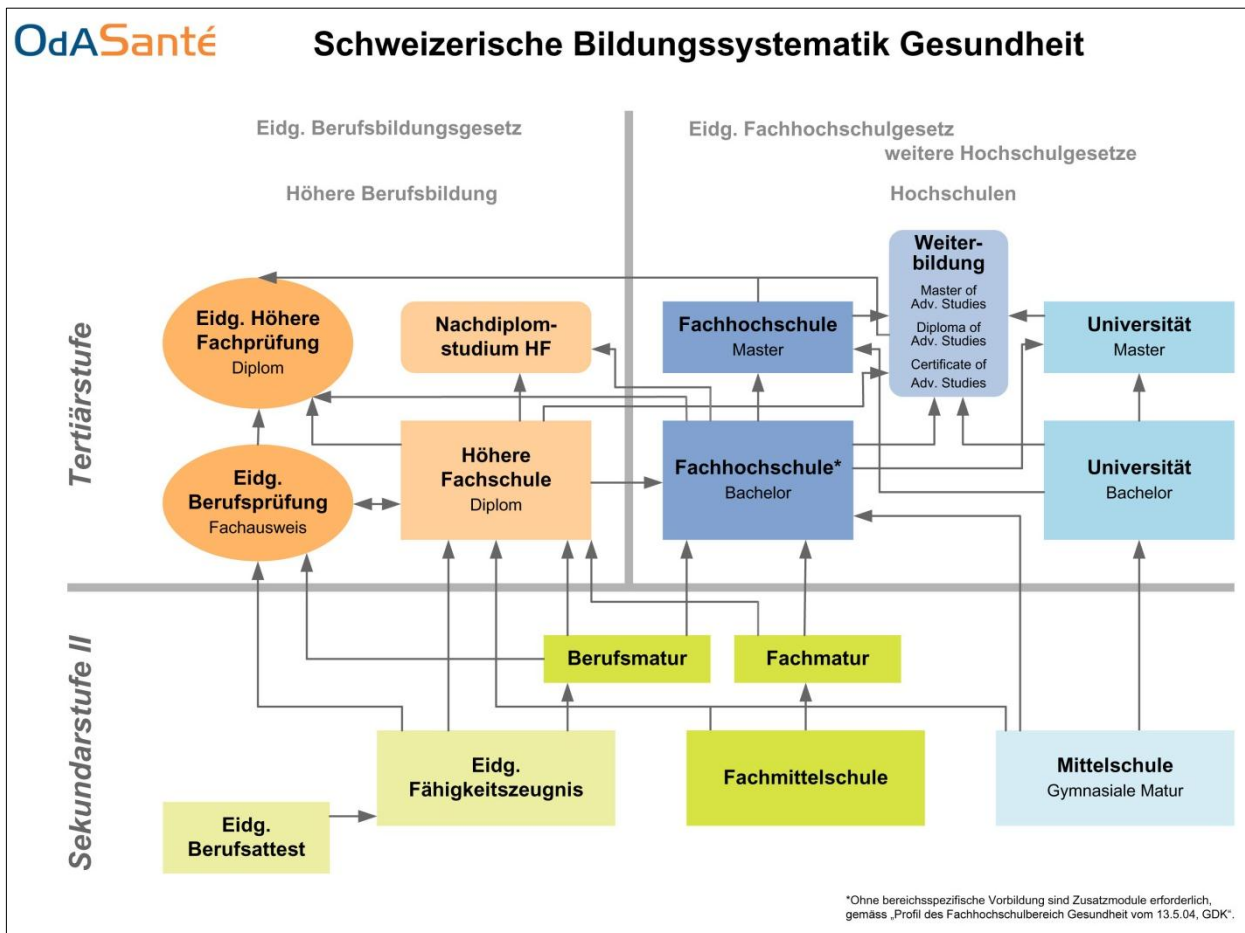 OdASanté
Schweizerische Bildungssystematik Gesundheit
Eidg. Berufsbildungsgesetz
Eidg. Fachhochschulgesetz
weitere Hochschulgesetze
Höhere Berufsbildung
Hochschulen
Tertiärstufe
Eidg. Höhere
Fachprüfung
Diplom
Nachdiplom-
studium HF
Fachhochschule
Master
Weiter-
bildung
Master of
Adv. Studies
Diploma of
Adv. Studies
Certificate of
Adv. Studies
Universität
Master
Eidg.
Berufsprüfung
Fachausweis
Höhere
Fachschule
Diplom
Fachhochschule*
Bachelor
Universität
Bachelor
Sekundarstufe II
Berufsmatur
Fachmatur
Eidg.
Fähigkeitszeugnis
Fachmittelschule
Mittelschule
Gymnasiale Matur
Eidg.
Berufsattest
*Ohne bereichsspezifische Vorbildung sind Zusatzmodule erforderlich,
gemäss „Profil des Fachhochschulbereich Gesundheit vom 13.5.04, GDK“.